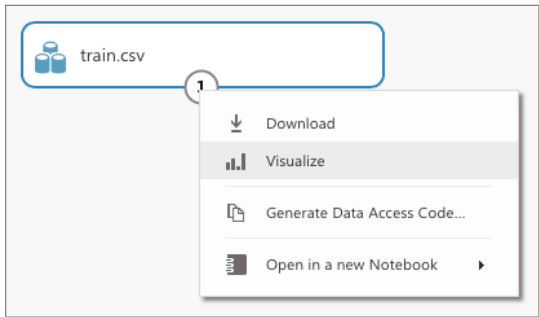 train.csv
1
Download
Visualize
Generate Data Access Code...
Open in a new Notebook